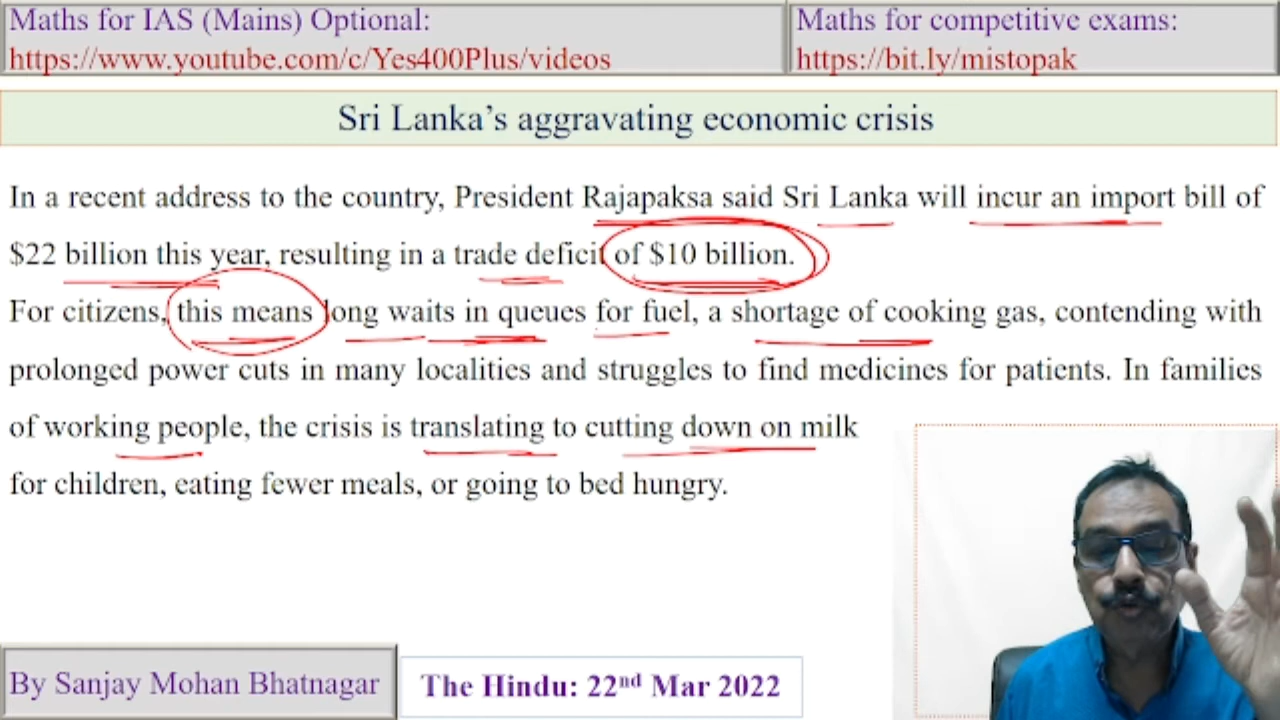 Maths for IAS (Mains) Optional:
https://www.youtube.com/c/Yes400Plus/videos
Maths for competitive exams:
https://bit.ly/mistopak
Sri Lanka’s aggravating economic crisis
In a recent address to the country, President Rajapaksa said Sri Lanka will incur an import bill of
$22 billion this year, resulting in a trade deficit of $10 billion.
For citizens, this means long waits in queues for fuel, a shortage of cooking gas, contending with
prolonged power cuts in many localities and struggles to find medicines for patients. In families
of working people, the crisis is translating to cutting down on milk
for children, eating fewer meals, or going to bed hungry.
By Sanjay Mohan Bhatnagar
The Hindu: 22nd Mar 2022